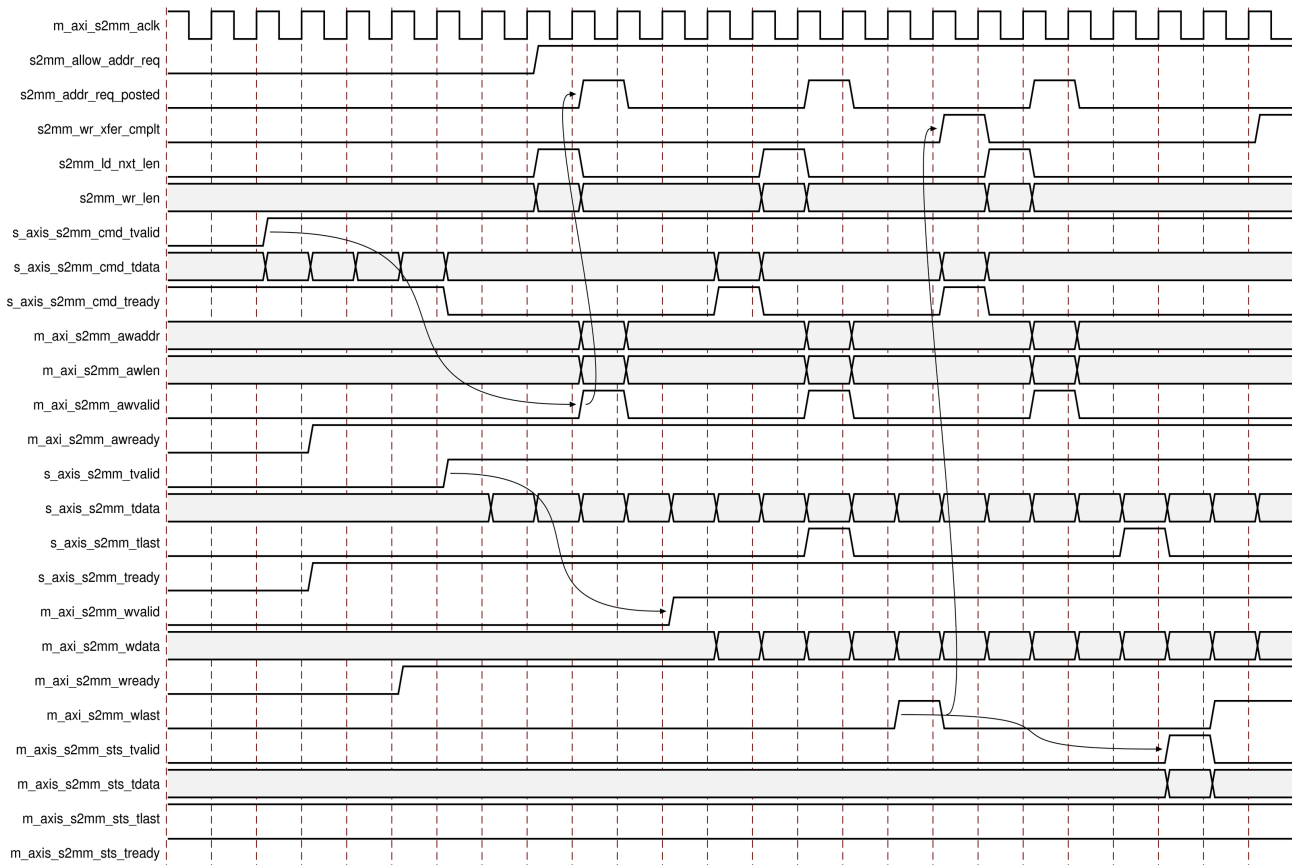 m_axi_s2mm_aclk
s2mm_allow_addr_req
s2mm_addr_req_posted
s2mm_wr_xfer_cmplt
s2mm_ld_nxt_len
s2mm_wr_len
s_axis_s2mm_cmd_tvalid
s_axis_s2mm_cmd_tdata
s_axis_s2mm_cmd_tready
m_axi_s2mm_awaddr
m_axi_s2mm_awlen
m_axi_s2mm_awvalid
m_axi_s2mm_awready
s_axis_s2mm_tvalid
s_axis_s2mm_tdata
s_axis_s2mm_tlast
s_axis_s2mm_tready
m_axi_s2mm_wvalid
m_axi_s2mm_wdata
m_axi_s2mm_wready
m_axi_s2mm_wlast
m_axis_s2mm_sts_tvalid
m_axis_s2mm_sts_tdata
m_axis_s2mm_sts_tlast
m_axis_s2mm_sts_tready